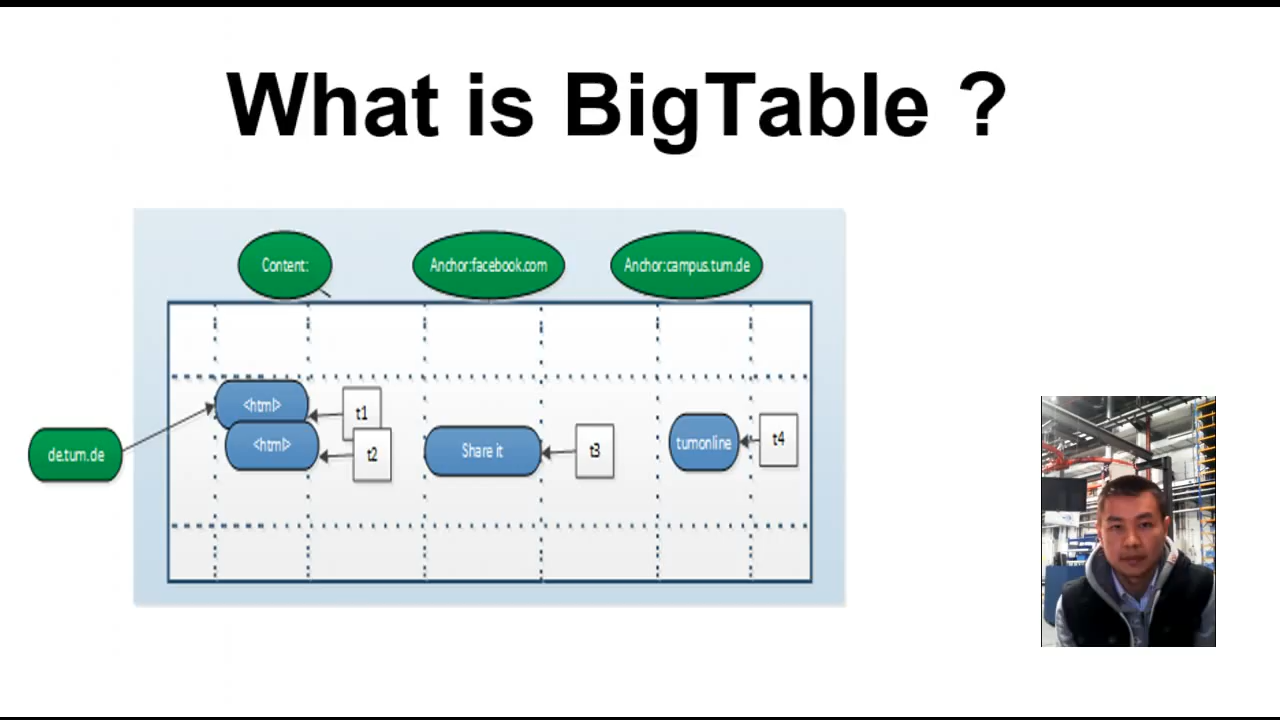 What is BigTable ?
Content:
Anchor:facebook.com
Anchor:campus.tum.de
<html>
t1
<html>
t2
de.tum.de
Share it
t3
tumonline
t4